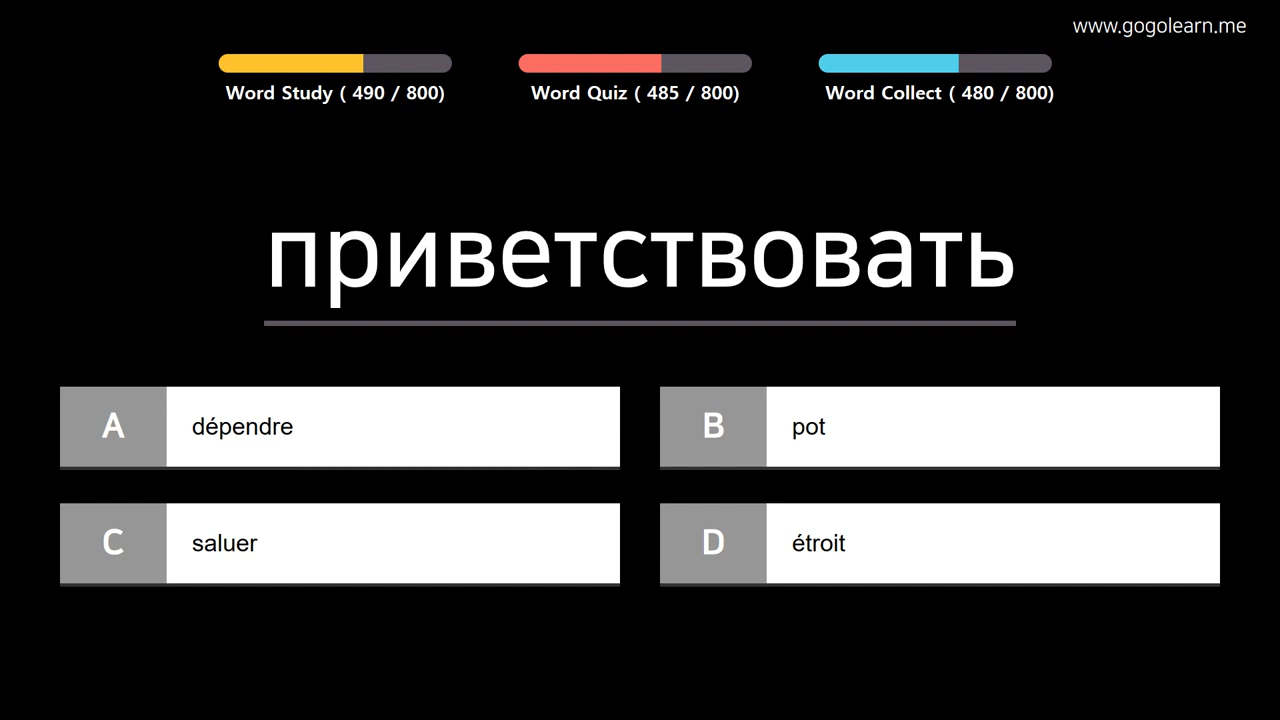 www.gogolearn.me
Word Study ( 490 / 800)
Word Quiz ( 485 / 800)
Word Collect ( 480 / 800)
приветствовать
A dépendre
B pot
C saluer
D étroit